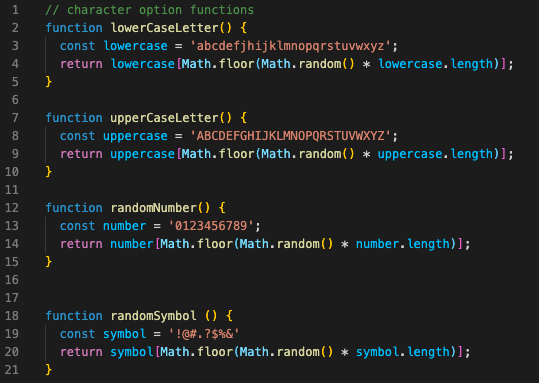 1 // character option functions
2 function lowerCaseLetter() {
3 const lowercase = 'abcdefjhijklmnopqrstuvwxyz';
4 return lowercase[Math.floor(Math.random() * lowercase.length)];
5 }
6
7 function upperCaseLetter() {
8 const uppercase = 'ABCDEFGHIJKLMNOPQRSTUVWXYZ';
9 return uppercase[Math.floor(Math.random() * uppercase.length)];
10 }
11
12 function randomNumber() {
13 const number = '0123456789';
14 return number[Math.floor(Math.random() * number.length)];
15 }
16
17
18 function randomSymbol () {
19 const symbol = '!@#.?$%&'
20 return symbol[Math.floor(Math.random() * symbol.length)];
21 }